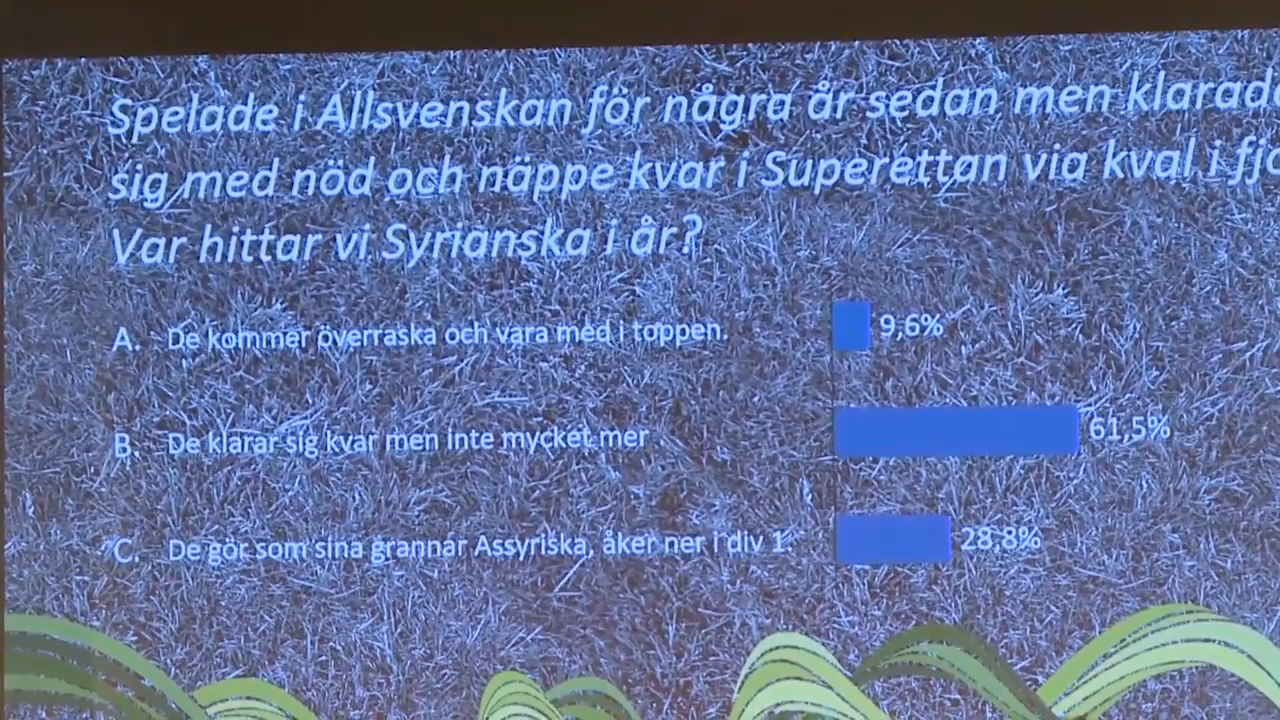 Spelade i Allsvenskan för några år sedan men
sig med nöd och näppe kvar i Superettan via kval i
Var hittar vi Syrianska i år?
A. De kommer överraska och vara med i toppen. 9,6%
B. De klarar sig kvar men inte mycket mer 61,5%
C. De gör som sina grannar Assyriska, åker ner i div 1. 28,8%